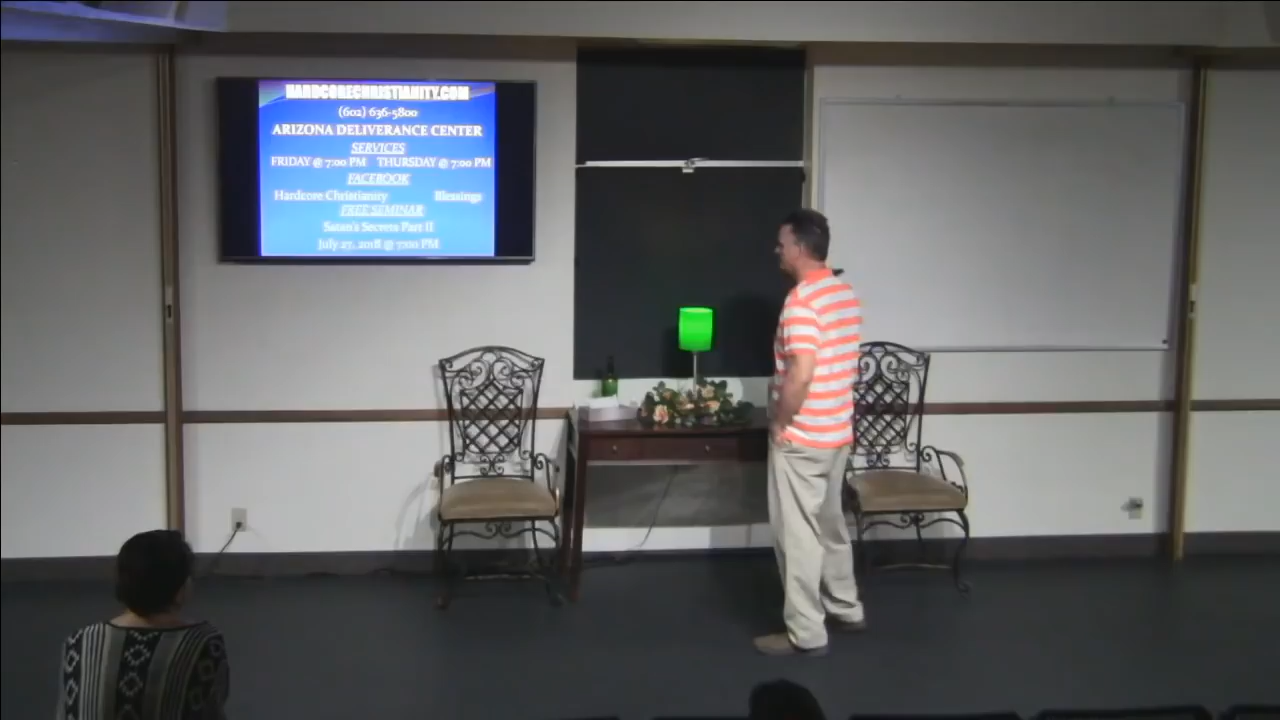 HARDCORECHRISTIANITY.COM
(602) 636-5800
ARIZONA DELIVERANCE CENTER
SERVICES
FRIDAY @ 7:00 PM THURSDAY @ 7:00 PM
FACEBOOK
Hardcore Christianity Blessings
FREE SEMINAR
Satan's Secrets Part II
July 27, 2018 @ 7:00 PM